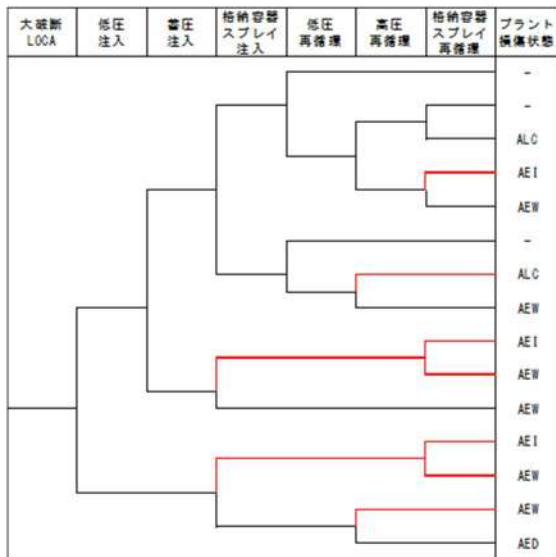 大破断
LOCA
低圧
注入
蓄圧
注入
格納容器
スプレイ
注入
低圧
再循環
高圧
再循環
格納容器
スプレイ
再循環
プラント
損傷状態
-
-
ALC
AEI
AEW
-
ALC
AEW
AEI
AEW
AEW
AEI
AEW
AEW
AED